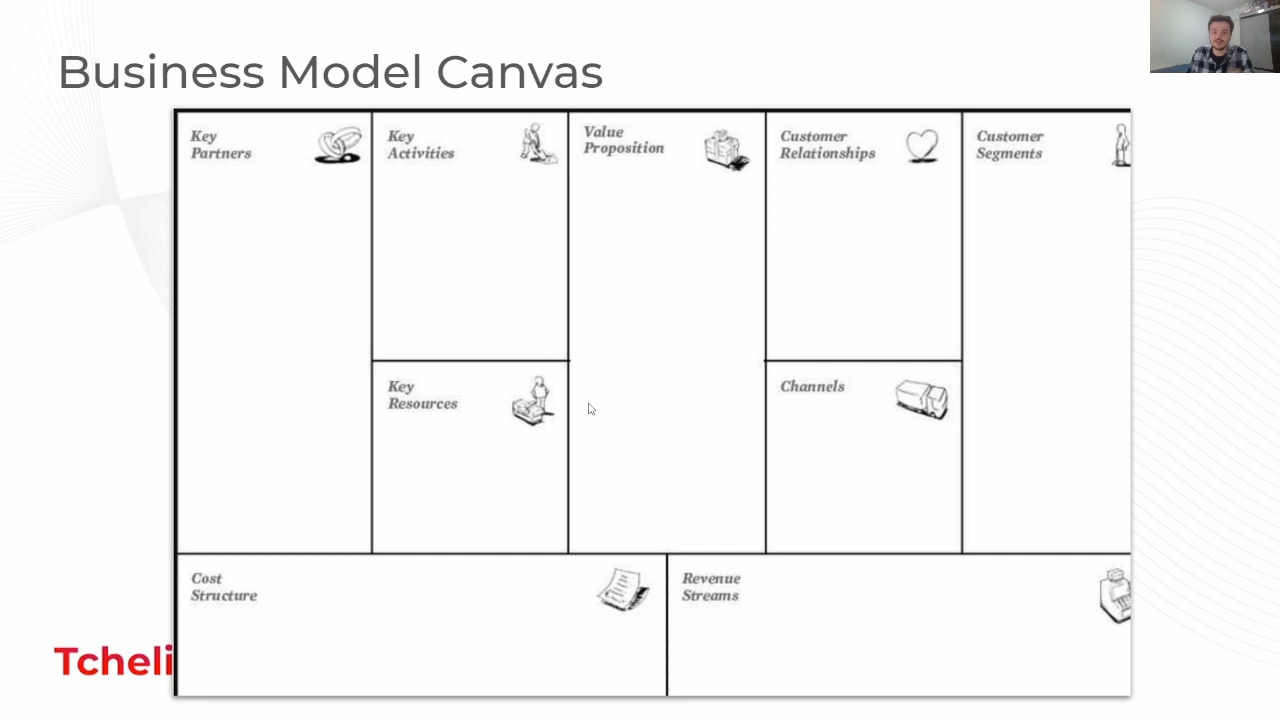 Business Model Canvas
Key
Partners
Key
Activities
Value
Proposition
Customer
Relationships
Customer
Segments
Key
Resources
Channels
Cost
Structure
Revenue
Streams
Tcheli